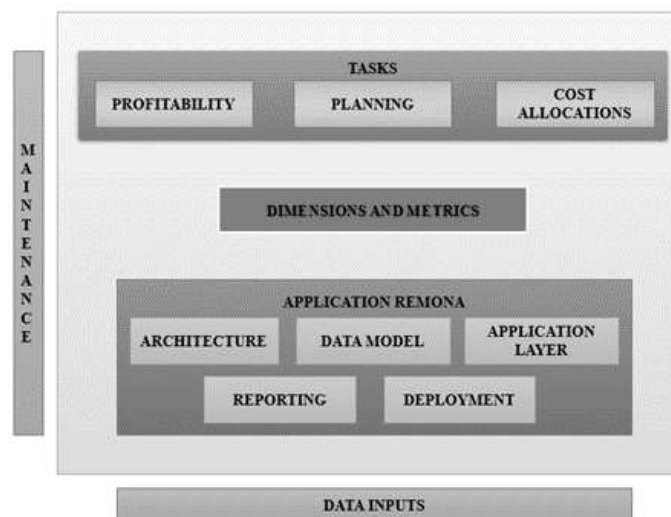 MAINTENANCE
TASKS
PROFITABILITY
PLANNING
COST
ALLOCATIONS
DIMENSIONS AND METRICS
APPLICATION REMONA
ARCHITECTURE
DATA MODEL
APPLICATION
LAYER
REPORTING
DEPLOYMENT
DATA INPUTS